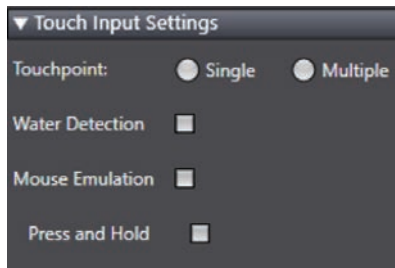 Touch Input Settings
Touchpoint: Single Multiple
Water Detection
Mouse Emulation
Press and Hold